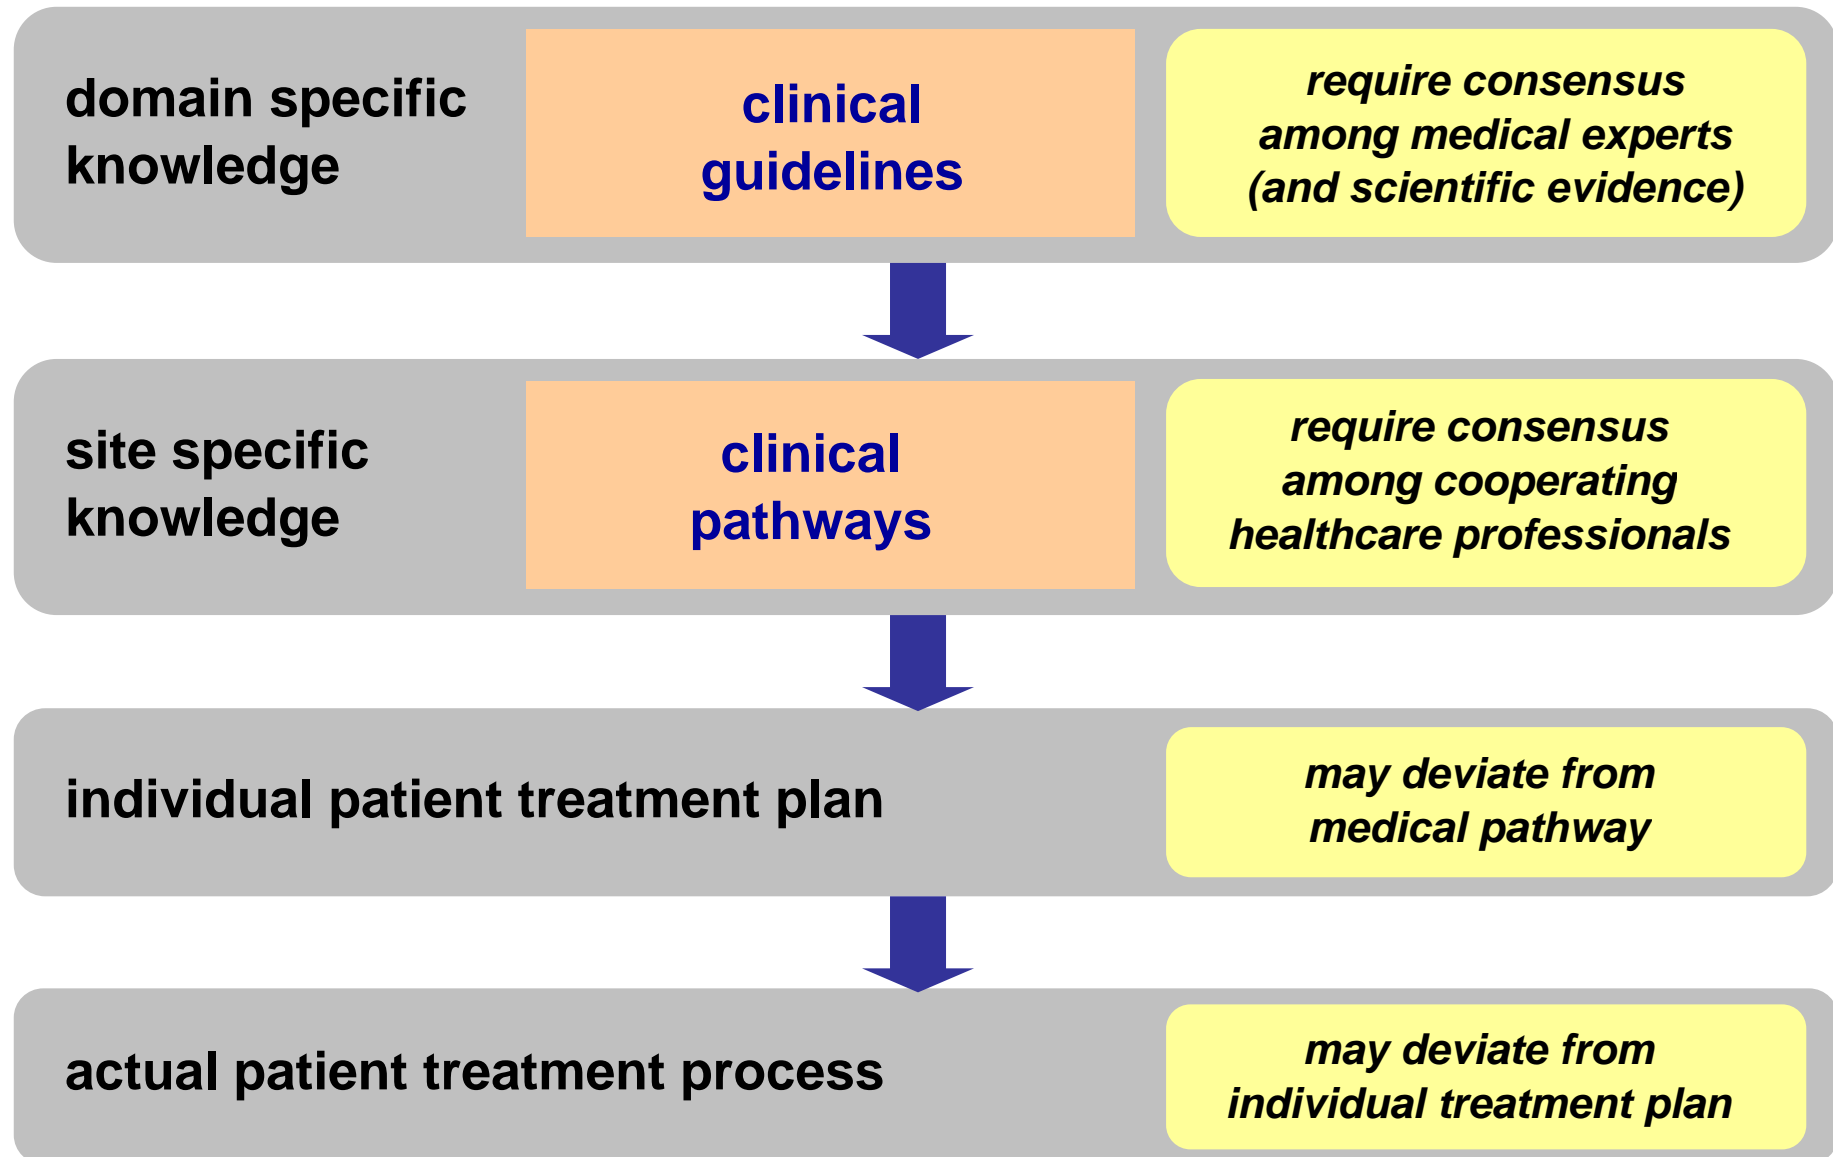 domain specific
knowledge
clinical
guidelines
require consensus
among medical experts
(and scientific evidence)
site specific
knowledge
clinical
pathways
require consensus
among cooperating
healthcare professionals
individual patient treatment plan
may deviate from
medical pathway
actual patient treatment process
may deviate from
individual treatment plan